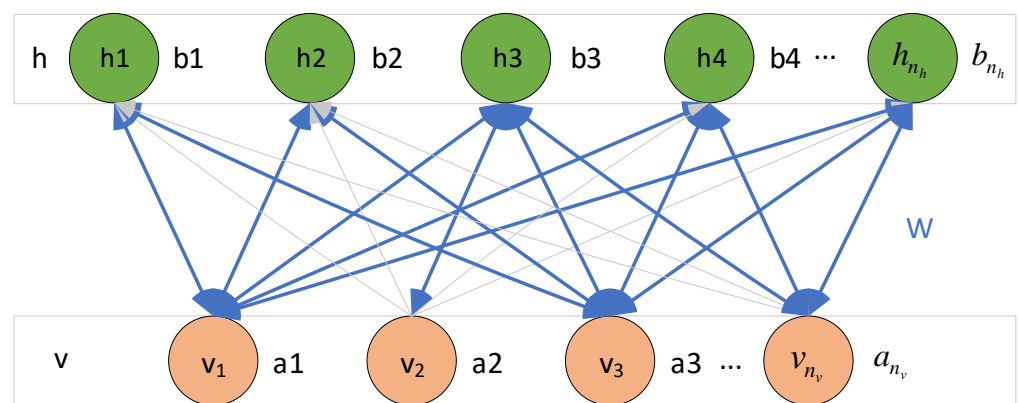 h h1 b1 h2 b2 h3 b3 h4 b4 ··· h_{n_h} b_{n_h}
W
v v₁ a1 v₂ a2 v₃ a3 ... v_{n_v} a_{n_v}